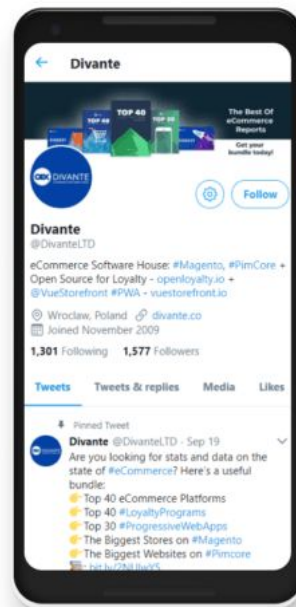 Divante
TOP 40
TOP 40
TOP 30
The Best Of
eCommerce
Reports
Get your
bundle today!
DIVANTE
Follow
Divante
@DivanteLTD
eCommerce Software House: #Magento, #PimCore +
Open Source for Loyalty - openloyalty.io +
@VueStorefront #PWA - vuestorefront.io
Wroclaw, Poland divante.co
Joined November 2009
1,301 Following 1,577 Followers
Tweets Tweets & replies Media Likes
Pinned Tweet
Divante @DivanteLTD · Sep 19
Are you looking for stats and data on the
state of #eCommerce? Here's a useful
bundle:
Top 40 eCommerce Platforms
Top 40 #LoyaltyPrograms
Top 30 #ProgressiveWebApps
The Biggest Stores on #Magento
The Biggest Websites on #Pimcore